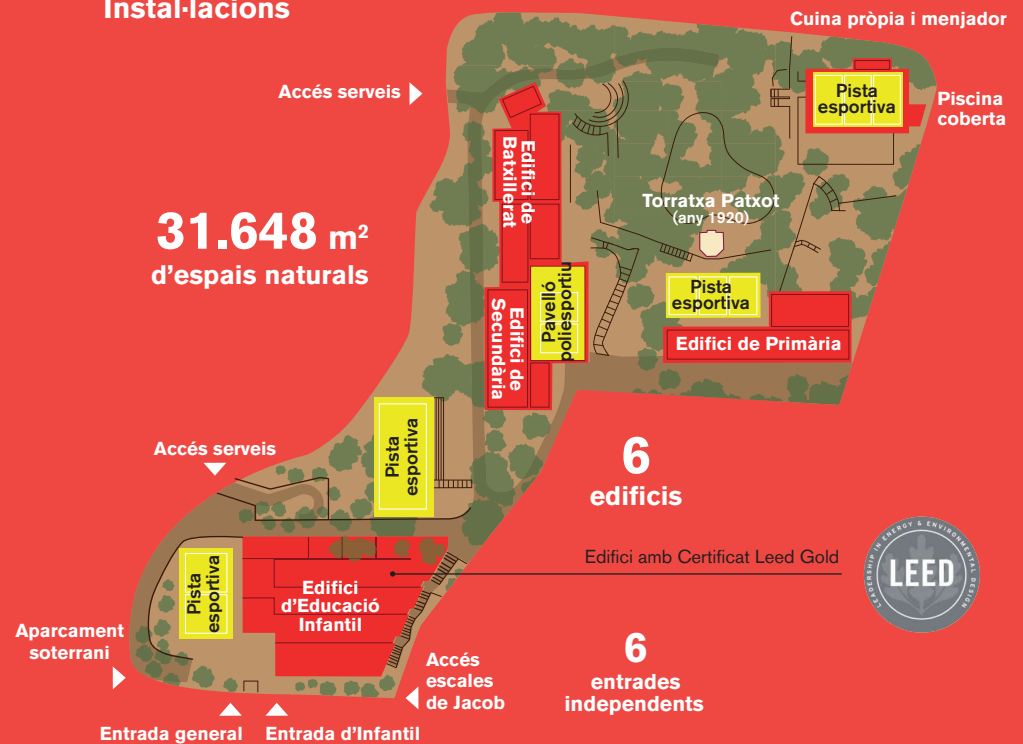 Instal·lacions
Cuina pròpia i menjador
Accés serveis
Pista
esportiva
Piscina
coberta
Edifici de
Batxillerat
Torratxa Patxot
(any 1920)
31.648 m²
d'espais naturals
Pavelló
poliesportiu
Pista
esportiva
Edifici de
Secundària
Edifici de Primària
Pista
esportiva
Accés serveis
6
edificis
Edifici amb Certificat Leed Gold
LEADERSHIP IN ENERGY & ENVIRONMENTAL DESIGN
LEED
Pista
esportiva
Edifici
d'Educació
Infantil
Aparcament
soterrani
6
entrades
independents
Accés
escales
de Jacob
Entrada general
Entrada d'Infantil